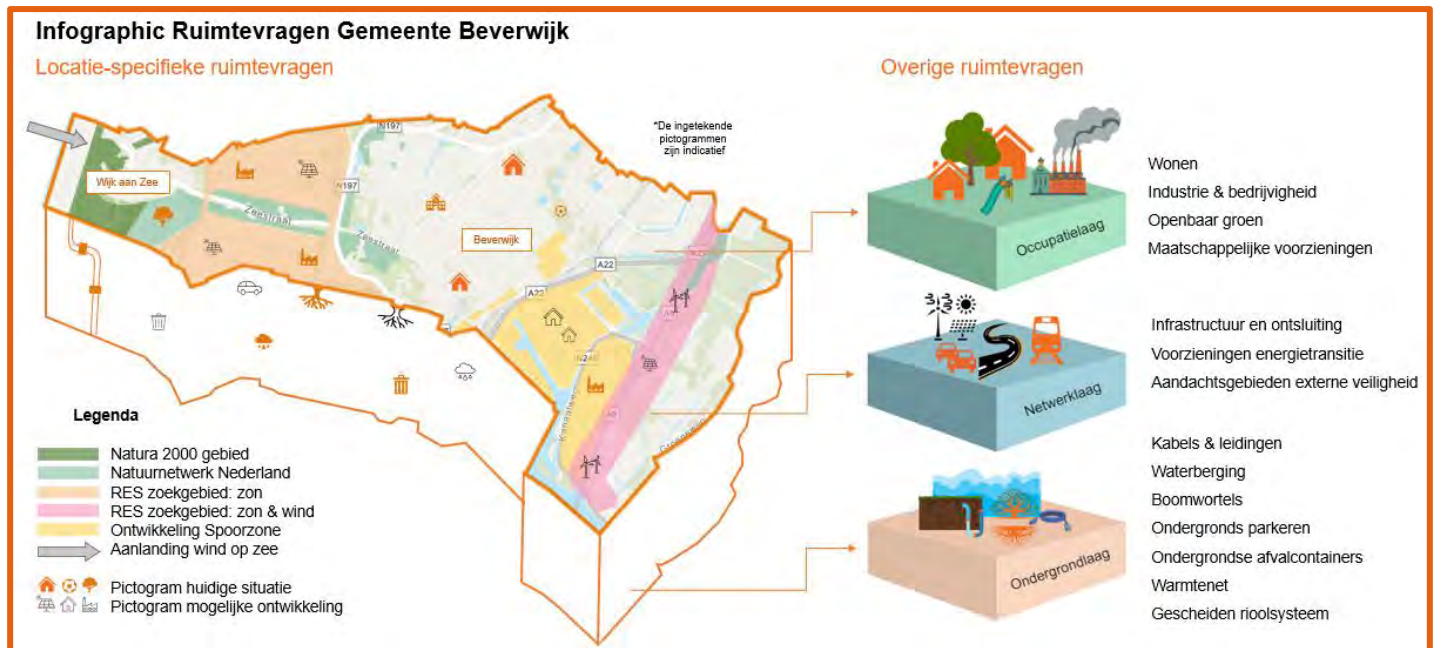 Infographic Ruimtevragen Gemeente Beverwijk
Locatie-specifieke ruimtevragen
Overige ruimtevragen
*De ingetekende
pictogrammen
zijn indicatief
N197
N197
Wijk aan Zee
Zeestraat
Zeestraat
Beverwijk
A22
A22
Kanaalweg
Legenda
Natura 2000 gebied
Natuurnetwerk Nederland
RES zoekgebied: zon
RES zoekgebied: zon & wind
Ontwikkeling Spoorzone
Aanlanding wind op zee
Pictogram huidige situatie
Pictogram mogelijke ontwikkeling
Occupatielaag
Wonen
Industrie & bedrijvigheid
Openbaar groen
Maatschappelijke voorzieningen
Netwerklaag
Infrastructuur en ontsluiting
Voorzieningen energietransitie
Aandachtsgebieden externe veiligheid
Ondergrondlaag
Kabels & leidingen
Waterberging
Boomwortels
Ondergronds parkeren
Ondergrondse afvalcontainers
Warmtenet
Gescheiden rioolsysteem